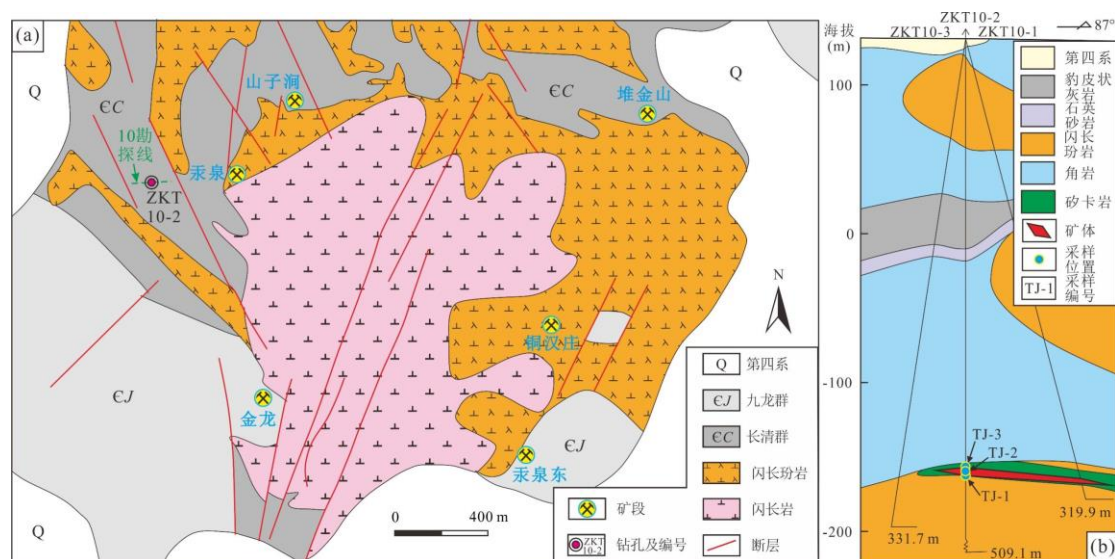 (a)
Q
山子涧
ЄC
堆金山
Q
10勘
探线
汞泉
ZKT
10-2
N
铜汉庄
ЄJ
金龙
汞泉东
ЄJ
Q
0 400 m
矿段
ZKT
10-2
钻孔及编号
Q 第四系
ЄJ 九龙群
ЄC 长清群
闪长玢岩
闪长岩
断层
海拔
(m)
ZKT10-2
ZKT10-3 ZKT10-1
87°
100
0
-100
-200
第四系
豹皮状
灰岩
石英
砂岩
闪长
玢岩
角岩
矽卡岩
矿体
采样
位置
TJ-1 采样
编号
TJ-3
TJ-2
TJ-1
331.7 m
509.1 m
319.9 m
(b)